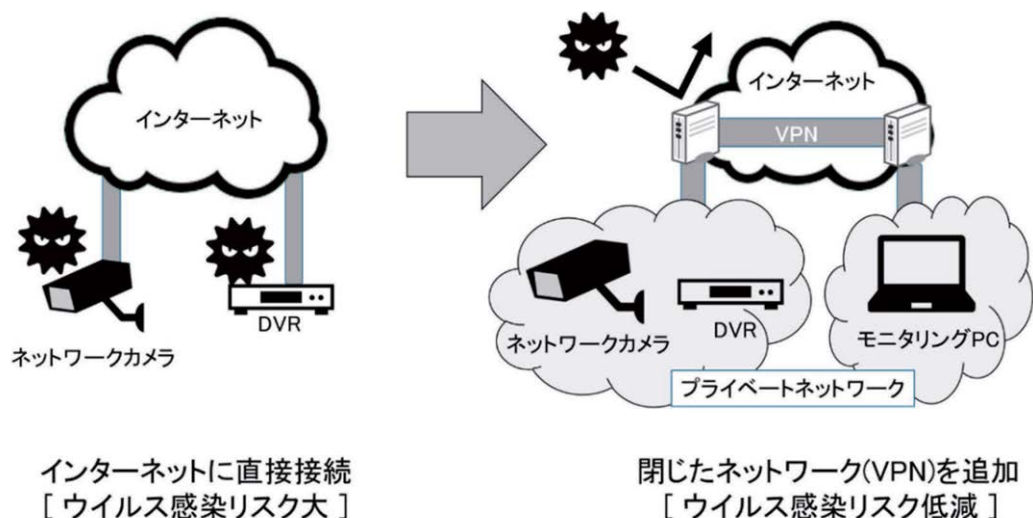 インターネット
DVR
ネットワークカメラ
インターネットに直接接続
[ ウイルス感染リスク大 ]
インターネット
VPN
ネットワークカメラ
DVR
モニタリングPC
プライベートネットワーク
閉じたネットワーク(VPN)を追加
[ ウイルス感染リスク低減 ]